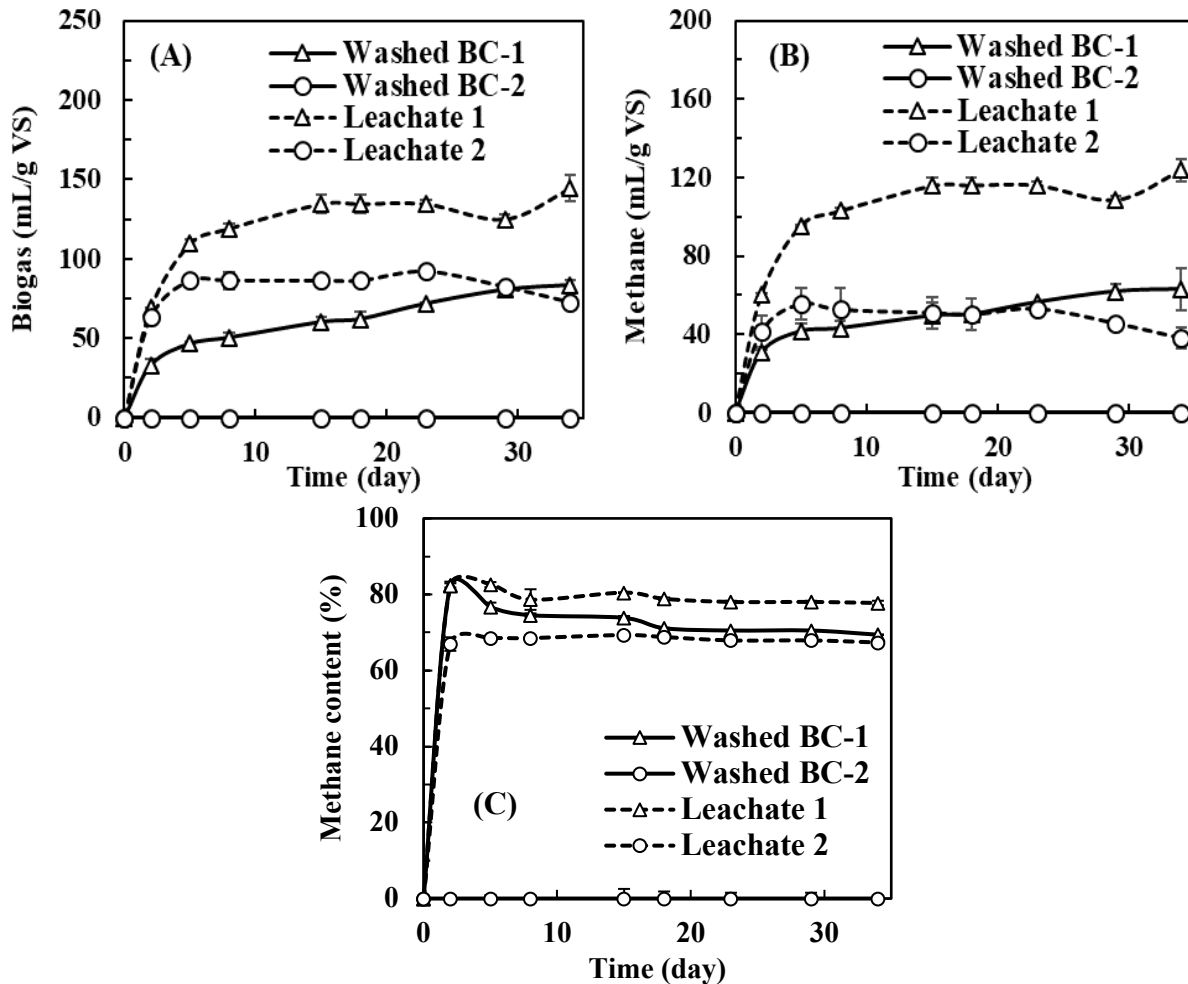 250
200
150
100
50
0
Biogas (mL/g VS)
(A)
Washed BC-1
Washed BC-2
Leachate 1
Leachate 2
0 10 20 30
Time (day)
200
160
120
80
40
0
Methane (mL/g VS)
(B)
Washed BC-1
Washed BC-2
Leachate 1
Leachate 2
0 10 20 30
Time (day)
100
80
60
40
20
0
Methane content (%)
Washed BC-1
Washed BC-2
Leachate 1
Leachate 2
(C)
0 10 20 30
Time (day)